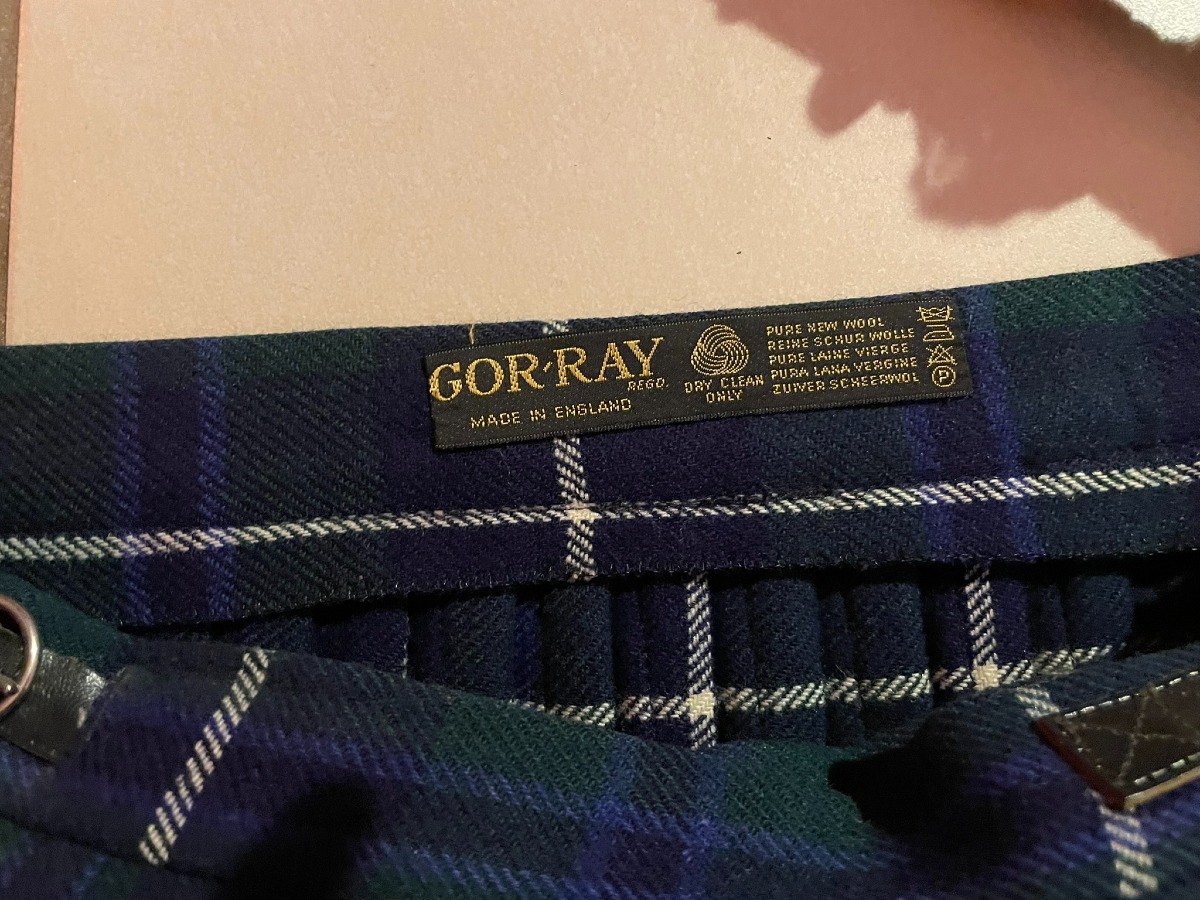 GOR-RAY
REGD.
MADE IN ENGLAND
DRY CLEAN
ONLY
PURE NEW WOOL
REINE SCHUR WOLLE
PURE LAINE VIERGE
PURA LANA VERGINE
ZUIVER SCHEERWOL
P